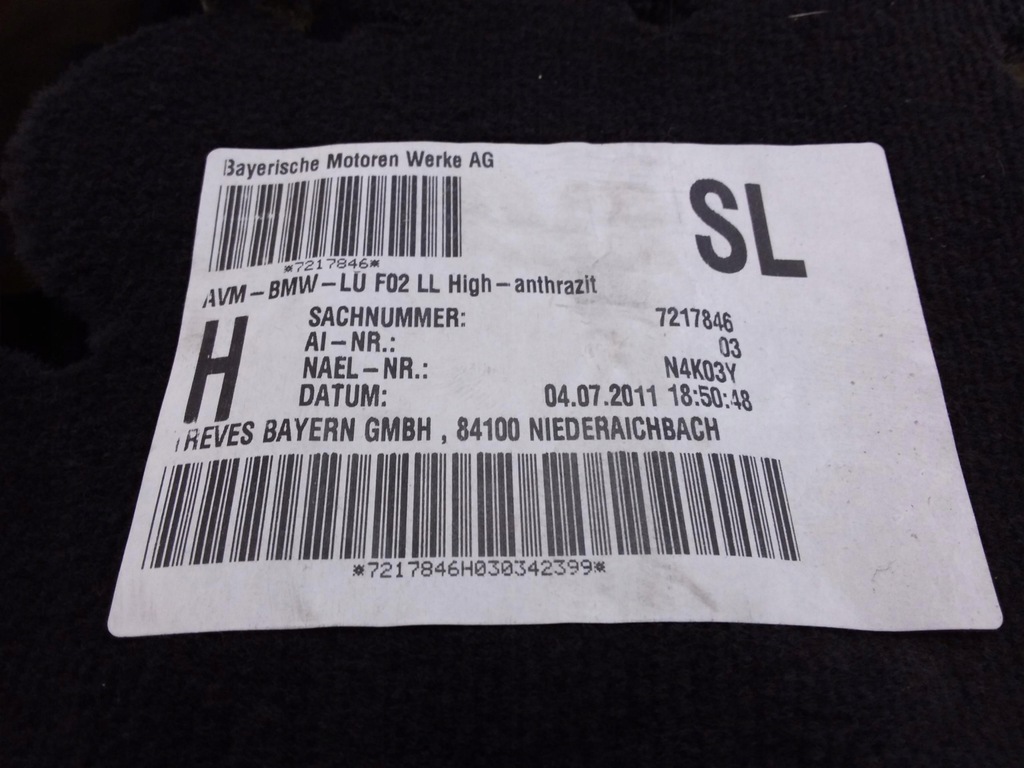 Bayerische Motoren Werke AG
SL
*7217846*
AVM-BMW-LU F02 LL High-anthrazit
H
SACHNUMMER: 7217846
AI-NR.: 03
NAEL-NR.: N4K03Y
DATUM: 04.07.2011 18:50:48
TREVES BAYERN GMBH , 84100 NIEDERAICHBACH
*7217846H030342399*